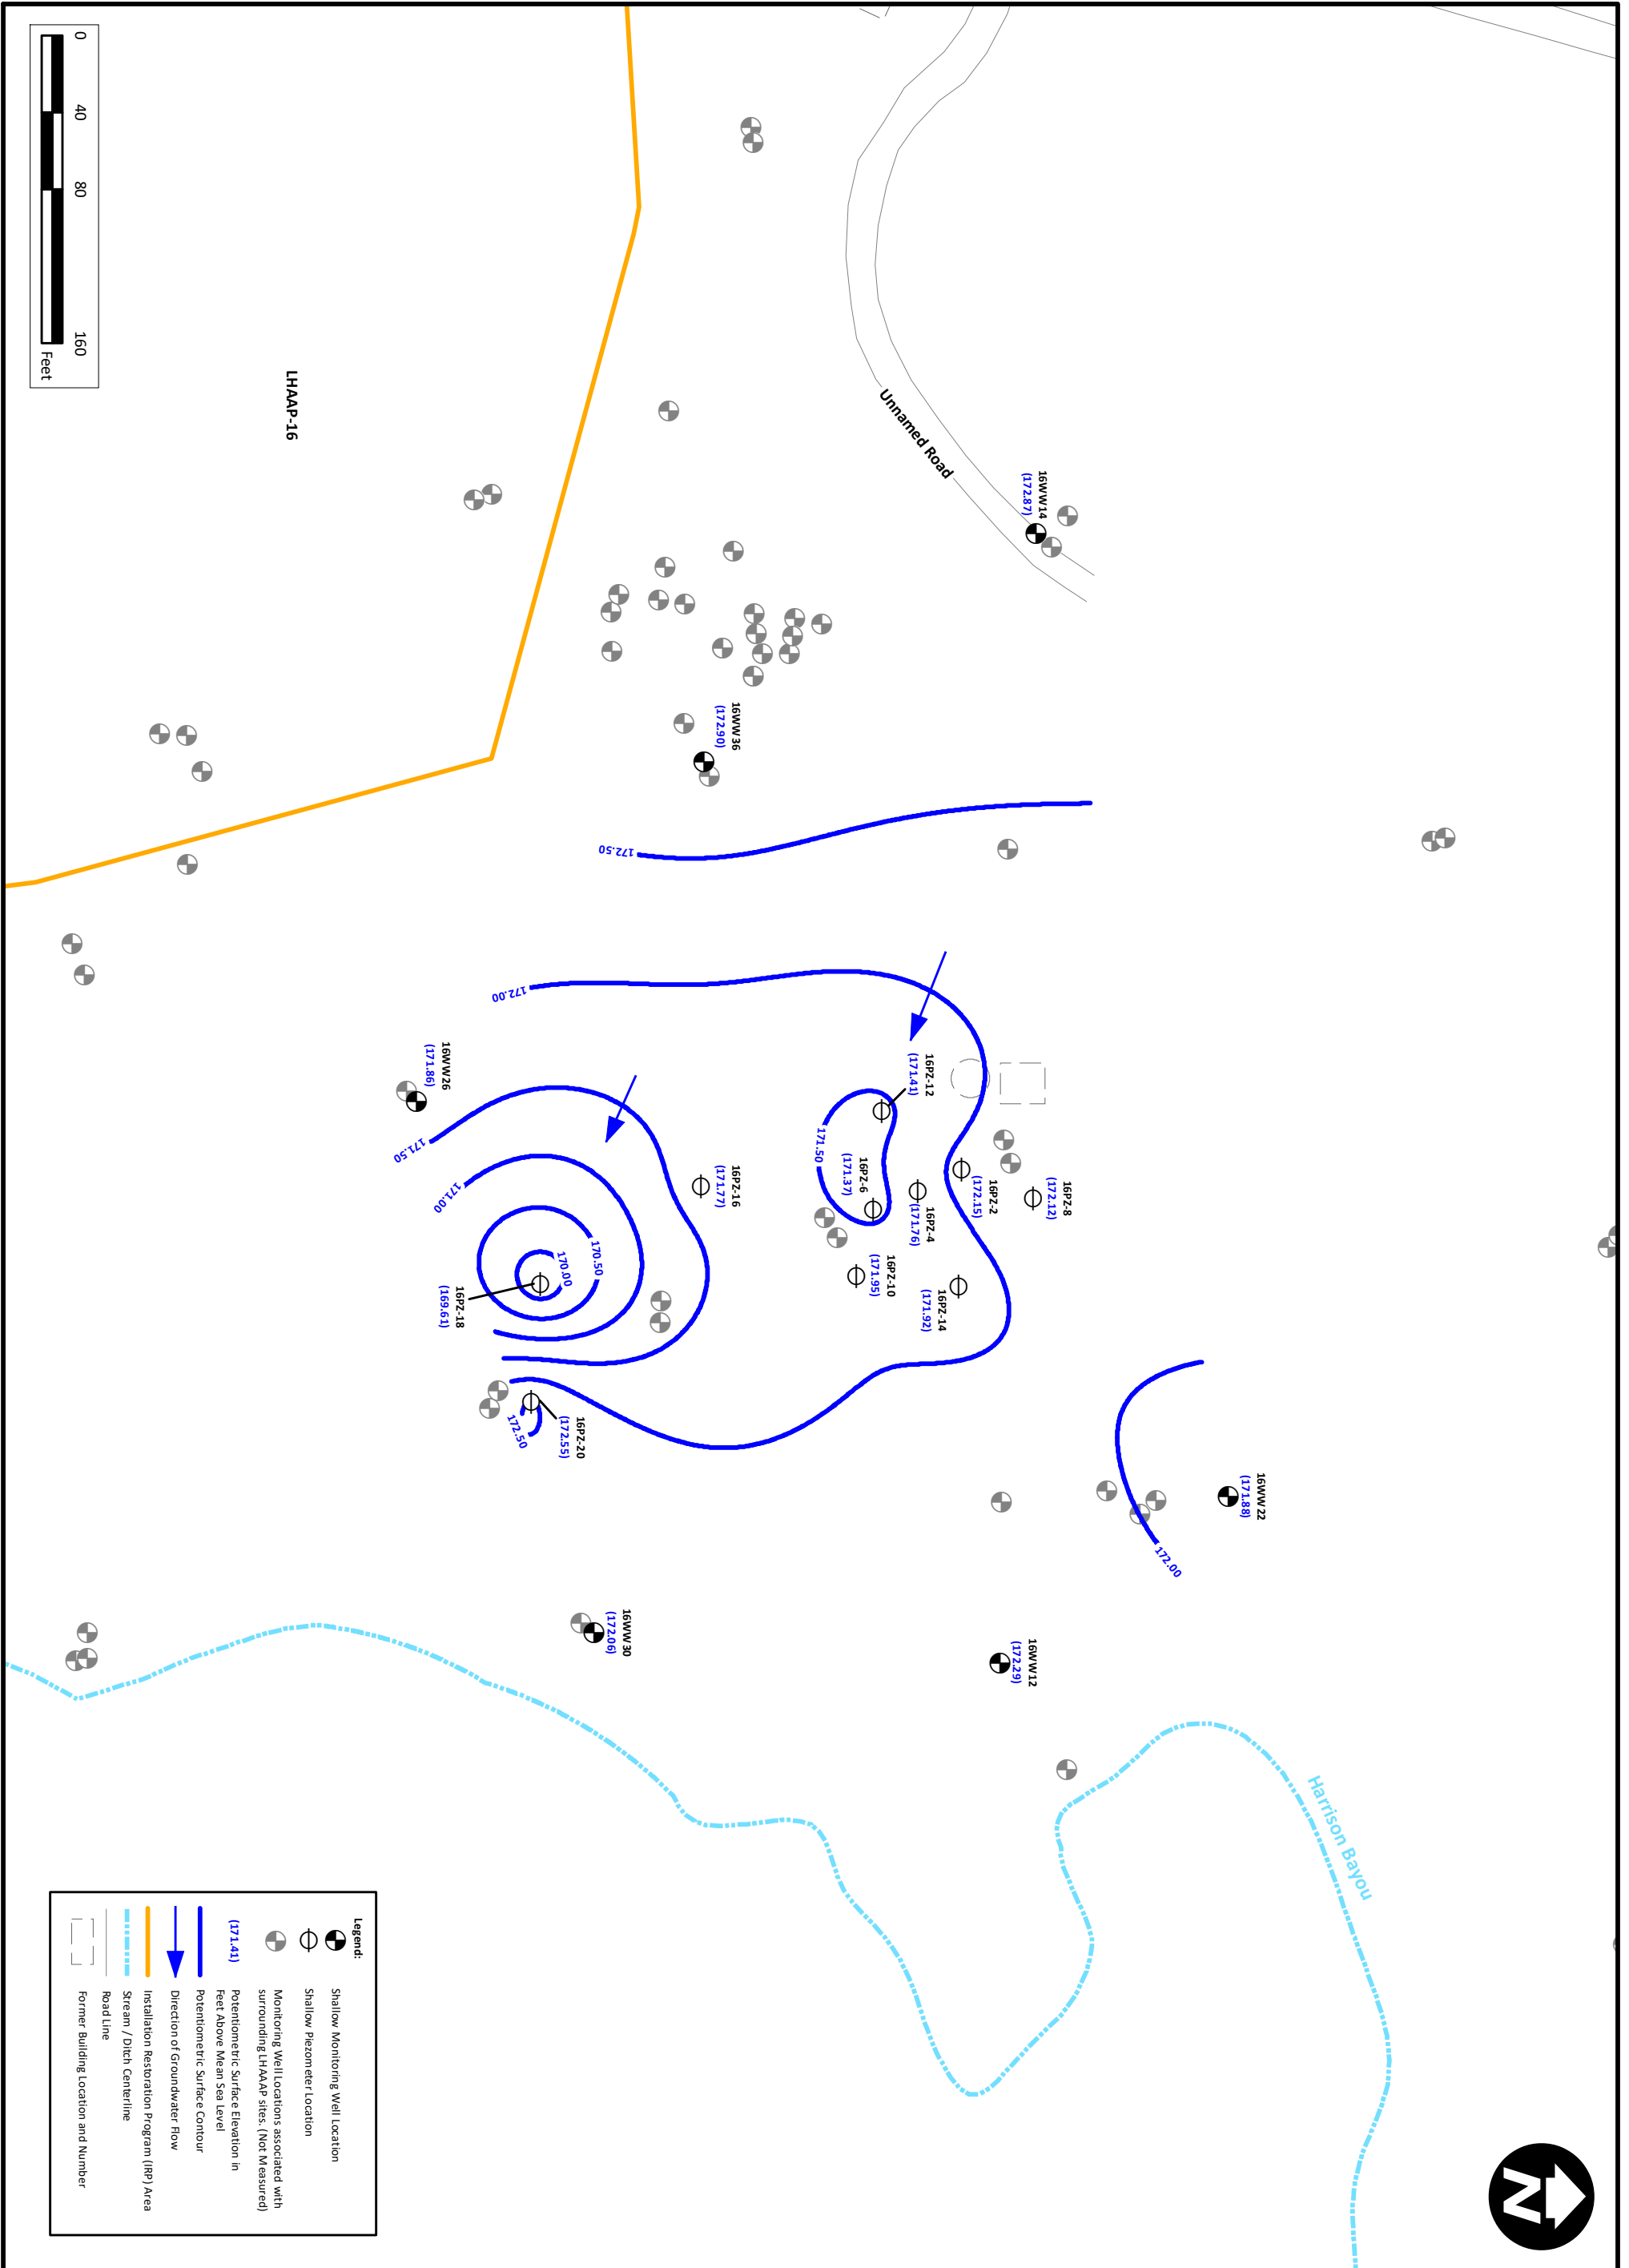 Unnamed Road
16WW14
(172.87)
16WW36
(172.90)
172.50
LHAAP-16
0
40
80
160
Feet
172.00
16PZ-12
(171.41)
16PZ-8
(172.12)
16PZ-2
(172.15)
16PZ-4
(171.76)
16PZ-6
(171.37)
171.50
16PZ-10
(171.95)
16PZ-14
(171.92)
16PZ-16
(171.77)
16WW26
(171.86)
171.50
171.00
170.50
170.00
16PZ-18
(169.61)
16PZ-20
(172.55)
172.50
16WW22
(171.88)
172.00
16WW30
(172.06)
16WW12
(172.29)
Harrison Bayou
N
Legend:
Shallow Monitoring Well Location
Shallow Piezometer Location
Monitoring Well Locations associated with
surrounding LHAAAP sites. (Not Measured)
(171.41)
Potentiometric Surface Elevation in
Feet Above Mean Sea Level
Potentiometric Surface Contour
Direction of Groundwater Flow
Installation Restoration Program (IRP) Area
Stream / Ditch Centerline
Road Line
Former Building Location and Number